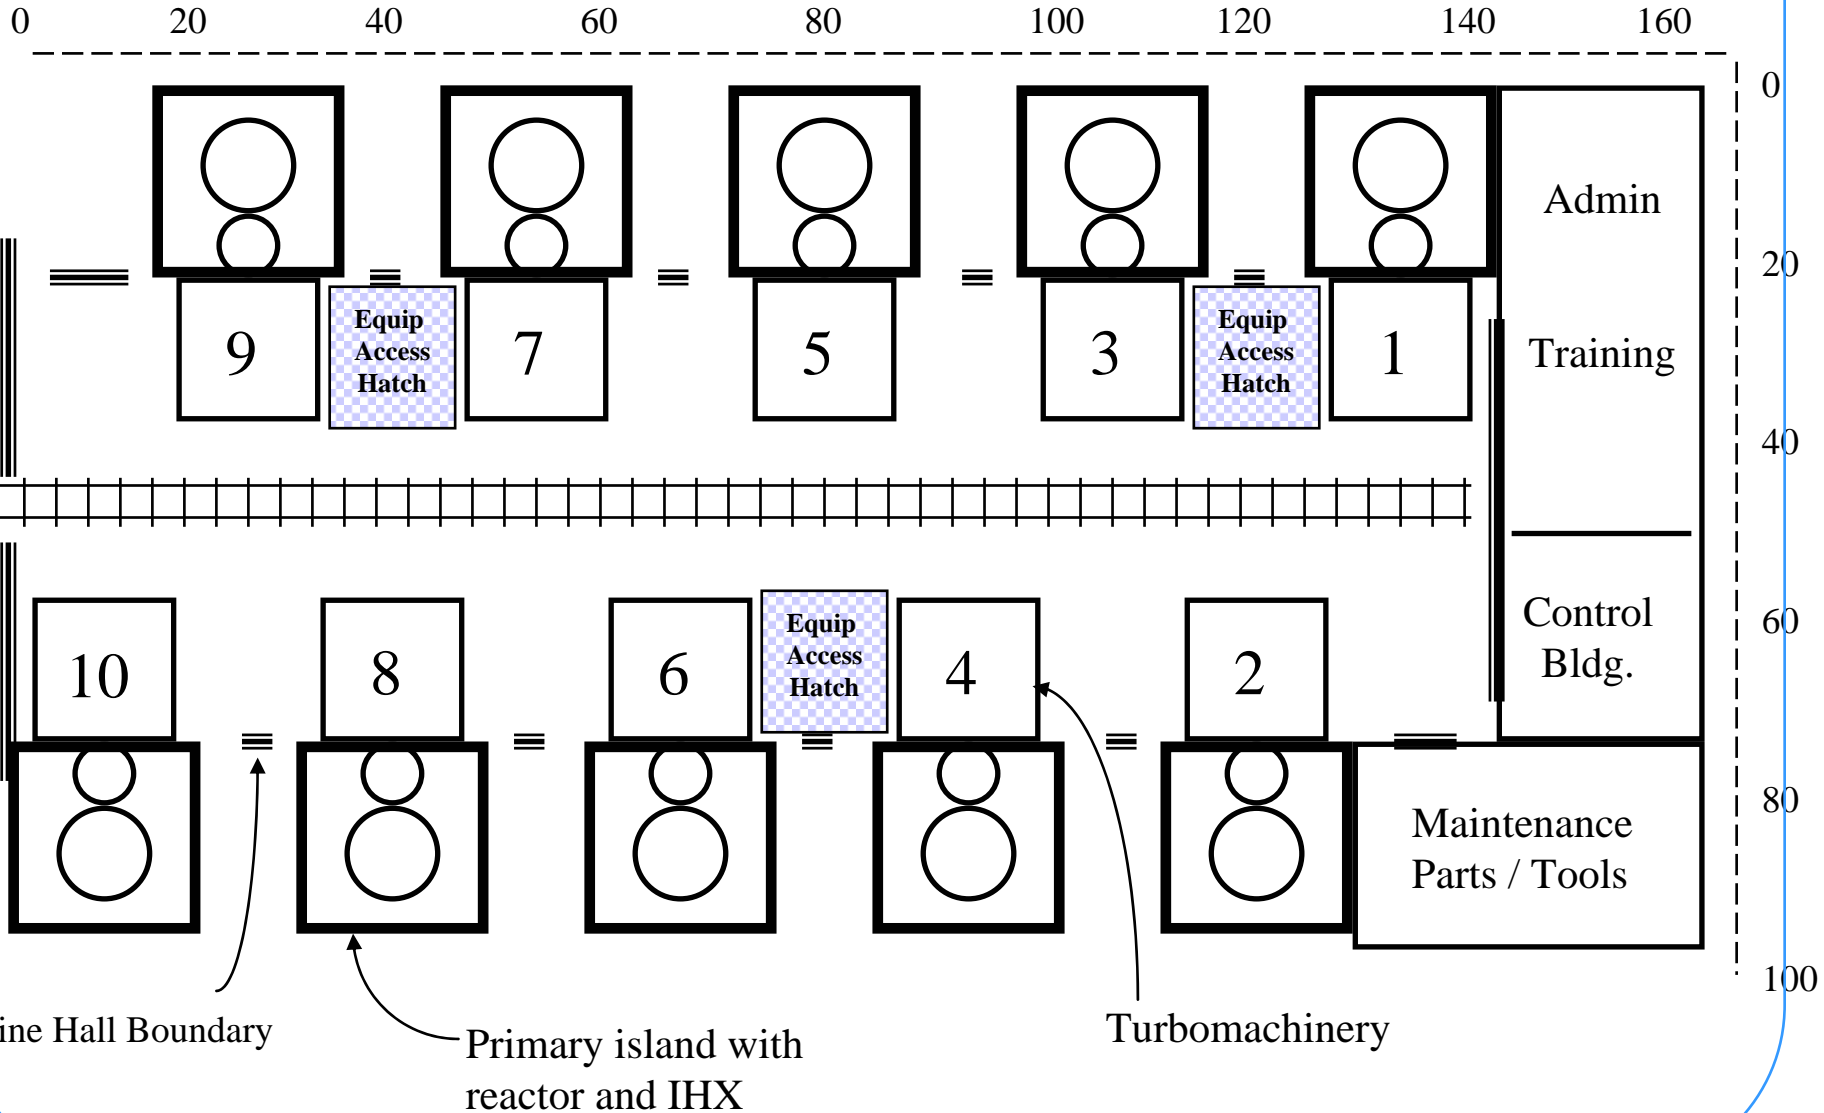 0 20 40 60 80 100 120 140 160
0
Admin
20
Equip
Access
Hatch
Equip
Access
Hatch
9 7 5 3 1
Training
40
Equip
Access
Hatch
Control
Bldg.
60
10 8 6 4 2
80
Maintenance
Parts / Tools
100
ine Hall Boundary
Primary island with
reactor and IHX
Turbomachinery